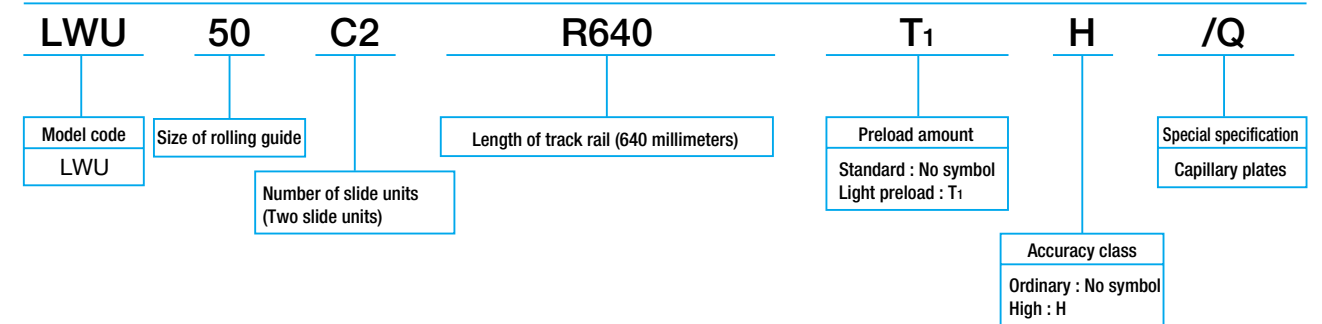 LWU 50 C2 R640 T1 H /Q
Model code
LWU
Size of rolling guide
Number of slide units
(Two slide units)
Length of track rail (640 millimeters)
Preload amount
Standard : No symbol
Light preload : T1
Accuracy class
Ordinary : No symbol
High : H
Special specification
Capillary plates